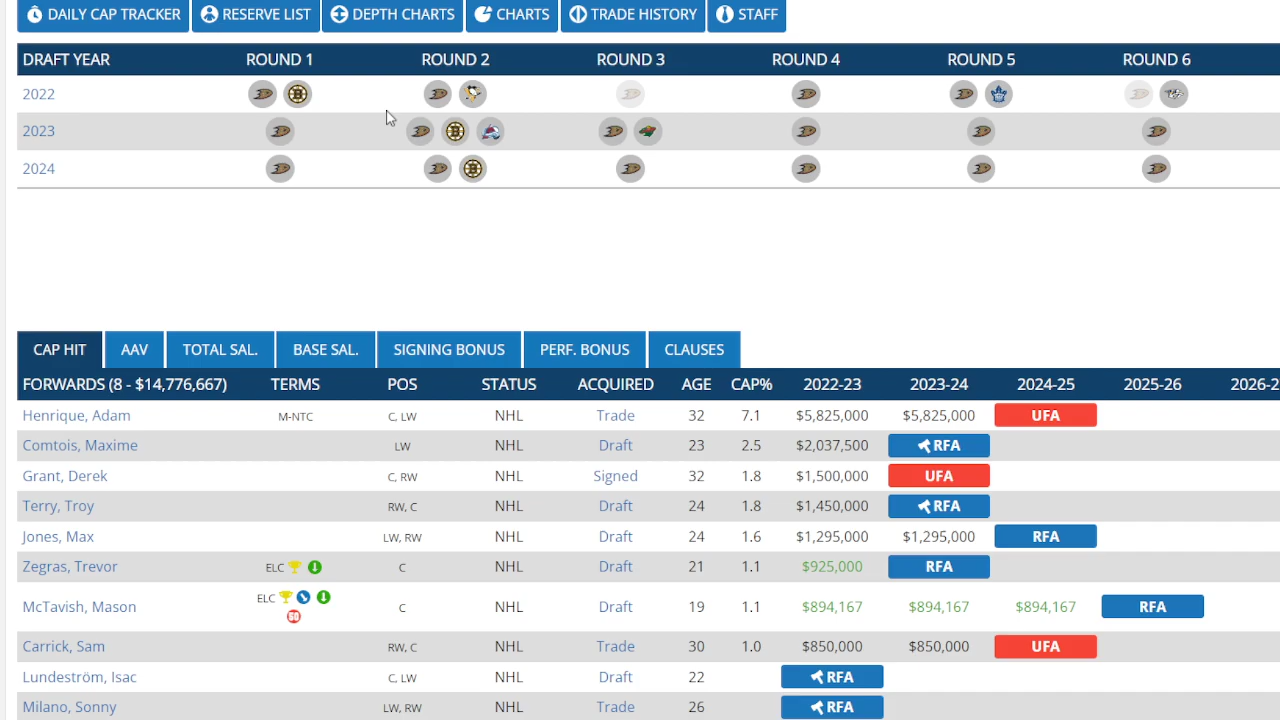 DAILY CAP TRACKER RESERVE LIST DEPTH CHARTS CHARTS TRADE HISTORY STAFF
DRAFT YEAR ROUND 1 ROUND 2 ROUND 3 ROUND 4 ROUND 5 ROUND 6
2022
2023
2024
CAP HIT AAV TOTAL SAL. BASE SAL. SIGNING BONUS PERF. BONUS CLAUSES
FORWARDS (8 - $14,776,667) TERMS POS STATUS ACQUIRED AGE CAP% 2022-23 2023-24 2024-25 2025-26 2026-2
Henrique, Adam M-NTC C, LW NHL Trade 32 7.1 $5,825,000 $5,825,000 UFA
Comtois, Maxime LW NHL Draft 23 2.5 $2,037,500 RFA
Grant, Derek C, RW NHL Signed 32 1.8 $1,500,000 UFA
Terry, Troy RW, C NHL Draft 24 1.8 $1,450,000 RFA
Jones, Max LW, RW NHL Draft 24 1.6 $1,295,000 $1,295,000 RFA
Zegras, Trevor ELC C NHL Draft 21 1.1 $925,000 RFA
McTavish, Mason ELC C NHL Draft 19 1.1 $894,167 $894,167 $894,167 RFA
Carrick, Sam RW, C NHL Trade 30 1.0 $850,000 $850,000 UFA
Lundeström, Isac C, LW NHL Draft 22 RFA
Milano, Sonny LW, RW NHL Trade 26 RFA